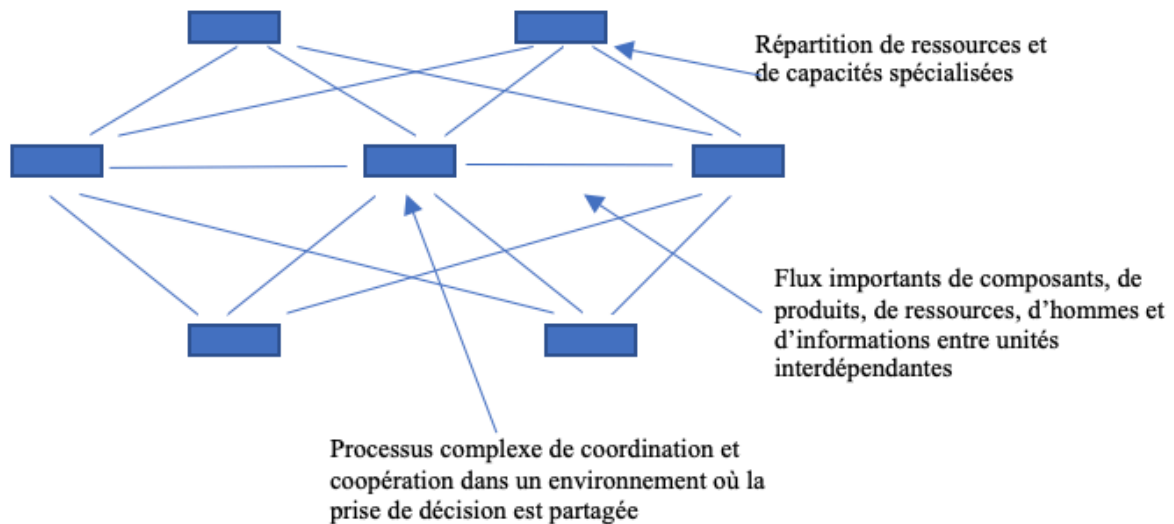 Répartition de ressources et
de capacités spécialisées
Flux importants de composants, de
produits, de ressources, d’hommes et
d’informations entre unités
interdépendantes
Processus complexe de coordination et
coopération dans un environnement où la
prise de décision est partagée